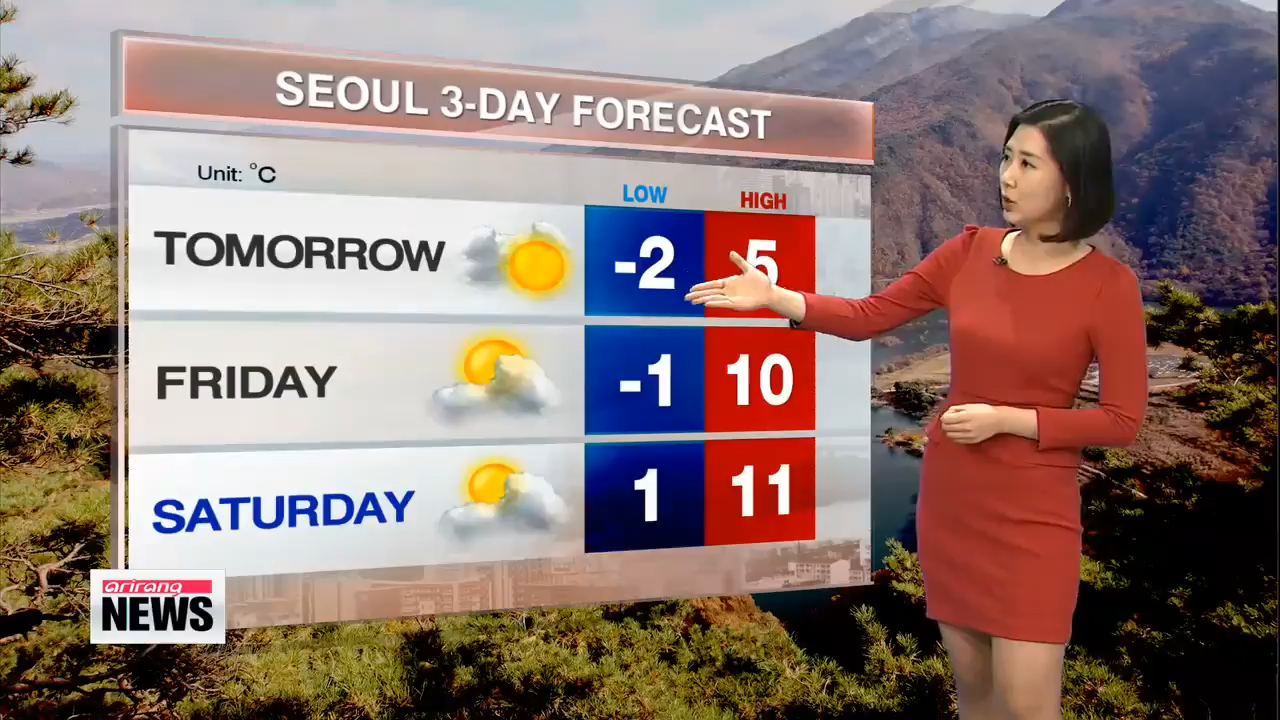 SEOUL 3-DAY FORECAST
Unit: °C
LOW HIGH
TOMORROW -2 5
FRIDAY -1 10
SATURDAY 1 11
arirang
NEWS